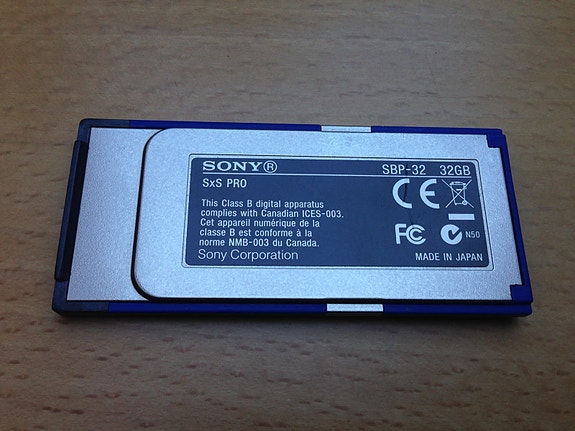 SONY®
SBP-32 32GB
SxS PRO
This Class B digital apparatus
complies with Canadian ICES-003.
Cet appareil numérique de la
classe B est conforme à la
norme NMB-003 du Canada.
Sony Corporation
CE
FC
N50
MADE IN JAPAN